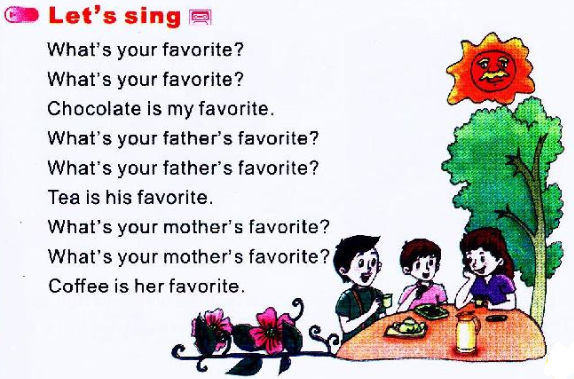 Let's sing
What's your favorite?
What's your favorite?
Chocolate is my favorite.
What's your father's favorite?
What's your father's favorite?
Tea is his favorite.
What's your mother's favorite?
What's your mother's favorite?
Coffee is her favorite.